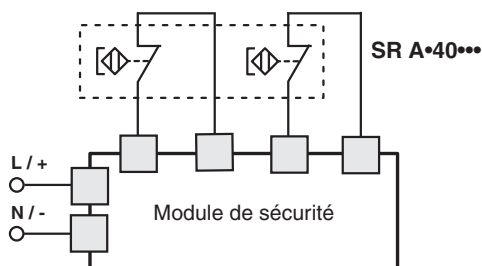 SR A•40•••
L / +
N / -
Module de sécurité